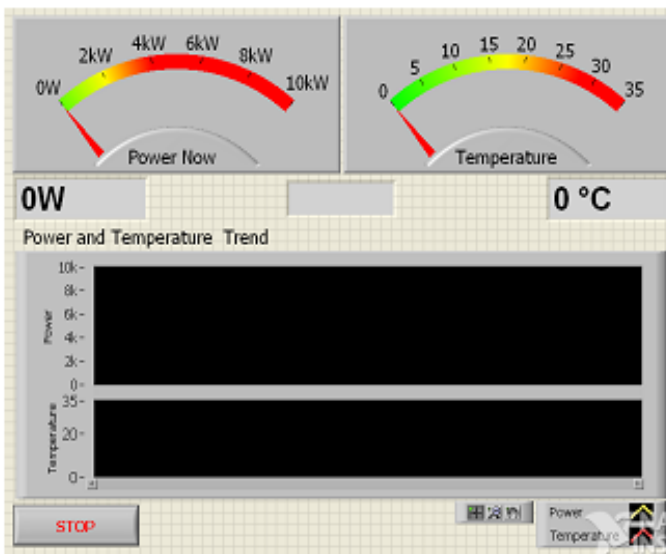 0W 2kW 4kW 6kW 8kW 10kW
Power Now
0 5 10 15 20 25 30 35
Temperature
0W
0 °C
Power and Temperature Trend
10k
8k
6k
4k
2k
0
Power
35
20
0
Temperature
STOP
Power
Temperature